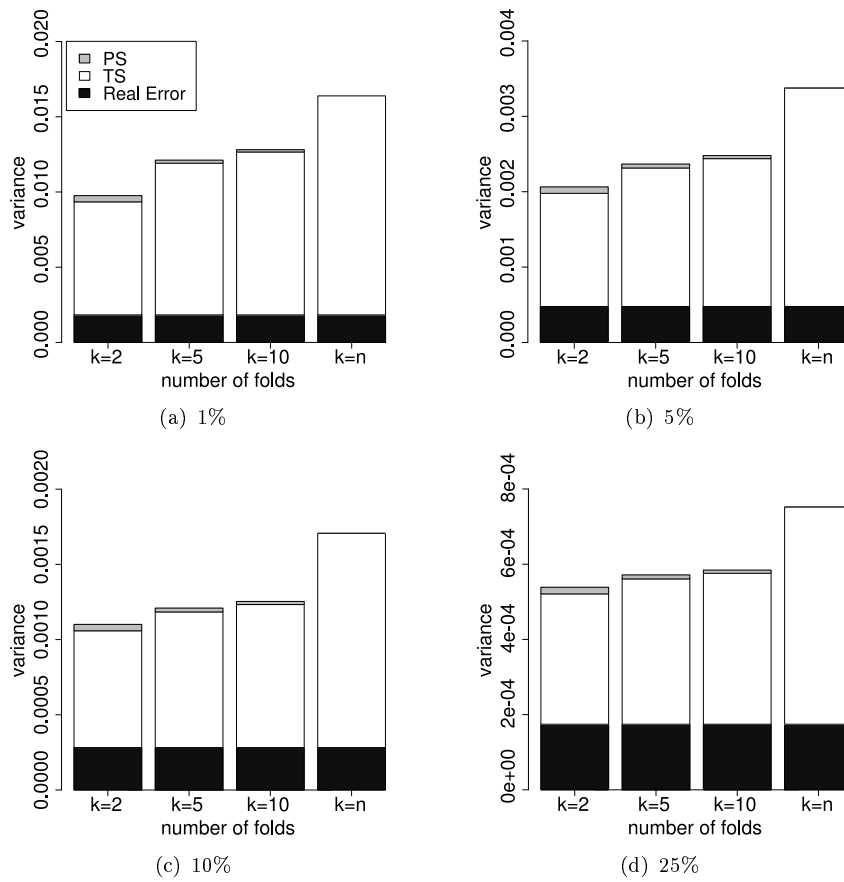 0.020
0.015
0.010
0.005
0.000
variance
PS
TS
Real Error
k=2
k=5
k=10
k=n
number of folds
(a) 1%
0.004
0.003
0.002
0.001
0.000
variance
k=2
k=5
k=10
k=n
number of folds
(b) 5%
0.0020
0.0015
0.0010
0.0005
0.0000
variance
k=2
k=5
k=10
k=n
number of folds
(c) 10%
8e-04
6e-04
4e-04
2e-04
0e+00
variance
k=2
k=5
k=10
k=n
number of folds
(d) 25%